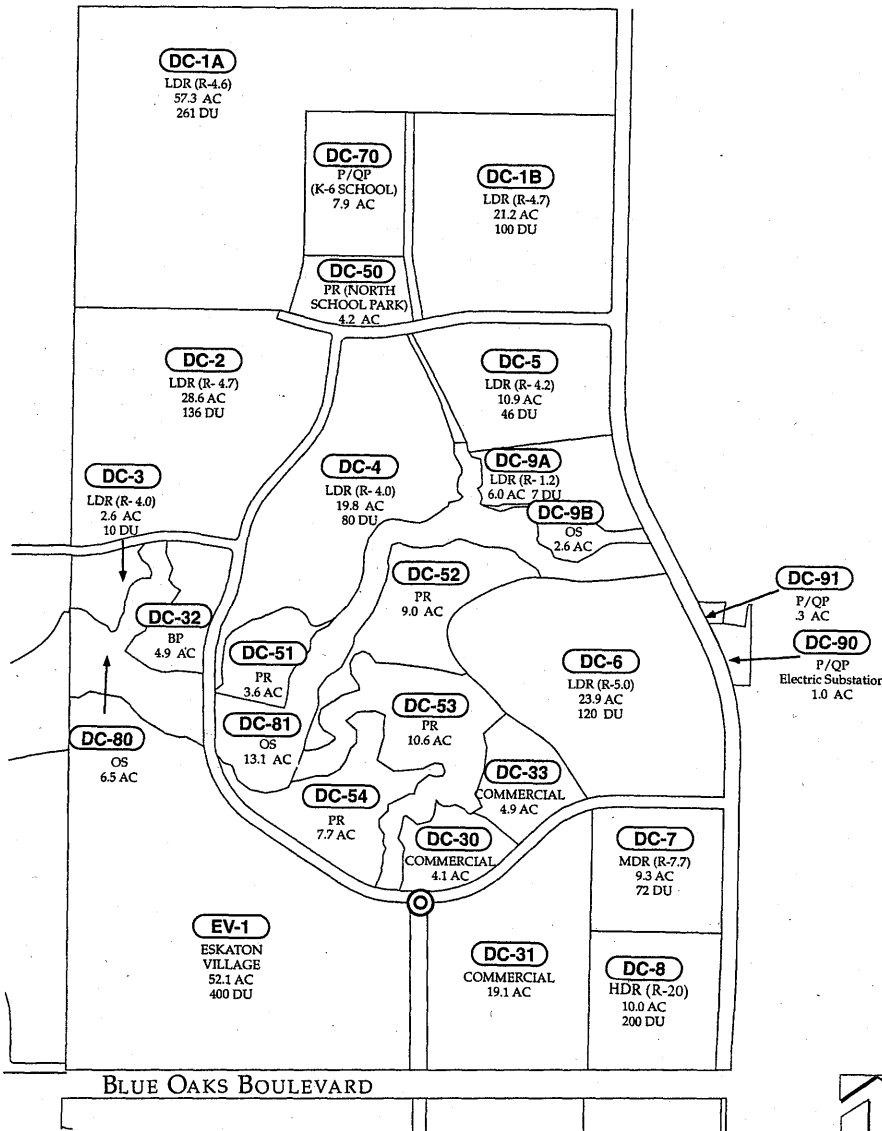 DC-1A
LDR (R-4.6)
57.3 AC
261 DU
DC-70
P/QP
(K-6 SCHOOL)
7.9 AC
DC-1B
LDR (R-4.7)
21.2 AC
100 DU
DC-50
PR (NORTH
SCHOOL PARK)
4.2 AC
DC-2
LDR (R- 4.7)
28.6 AC
136 DU
DC-5
LDR (R- 4.2)
10.9 AC
46 DU
DC-3
LDR (R- 4.0)
2.6 AC
10 DU
DC-4
LDR (R- 4.0)
19.8 AC
80 DU
DC-9A
LDR (R- 1.2)
6.0 AC 7 DU
DC-9B
OS
2.6 AC
DC-52
PR
9.0 AC
DC-91
P/QP
.3 AC
DC-32
BP
4.9 AC
DC-51
PR
3.6 AC
DC-6
LDR (R-5.0)
23.9 AC
120 DU
DC-90
P/QP
Electric Substation
1.0 AC
DC-80
OS
6.5 AC
DC-81
OS
13.1 AC
DC-53
PR
10.6 AC
DC-33
COMMERCIAL
4.9 AC
DC-54
PR
7.7 AC
DC-30
COMMERCIAL
4.1 AC
DC-7
MDR (R-7.7)
9.3 AC
72 DU
EV-1
ESKATON
VILLAGE
52.1 AC
400 DU
DC-31
COMMERCIAL
19.1 AC
DC-8
HDR (R-20)
10.0 AC
200 DU
BLUE OAKS BOULEVARD